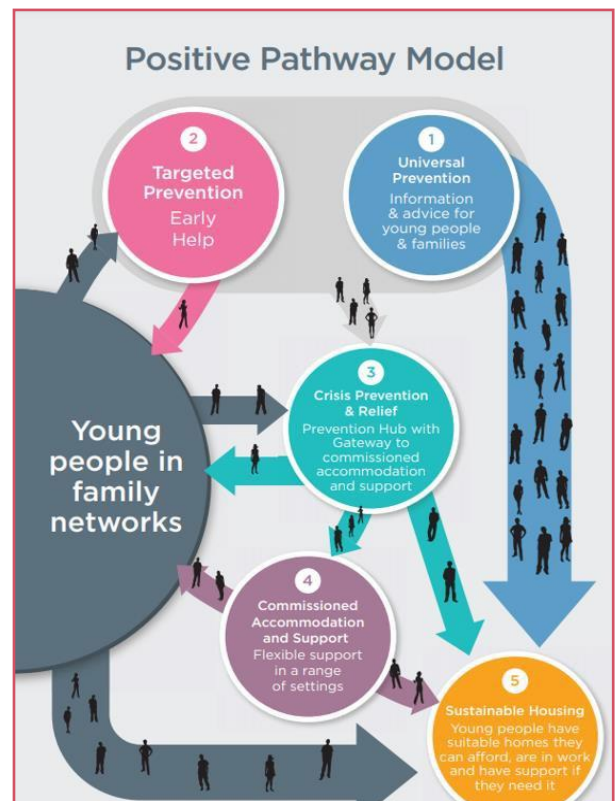 Positive Pathway Model
2
Targeted
Prevention
Early
Help
1
Universal
Prevention
Information
& advice for
young people
& families
3
Crisis Prevention
& Relief
Prevention Hub with
Gateway to
commissioned
accommodation
and support
Young
people in
family
networks
4
Commissioned
Accommodation
and Support
Flexible support
in a range
of settings
5
Sustainable Housing
Young people have
suitable homes they
can afford, are in work
and have support if
they need it